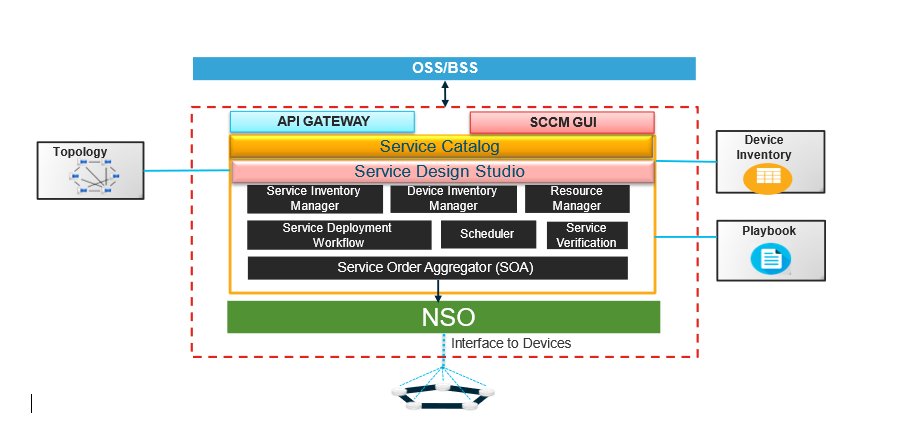 OSS/BSS
API GATEWAY
SCCM GUI
Service Catalog
Service Design Studio
Topology
Device
Inventory
Service Inventory
Manager
Device Inventory
Manager
Resource
Manager
Service Deployment
Workflow
Scheduler
Service
Verification
Playbook
Service Order Aggregator (SOA)
NSO
Interface to Devices